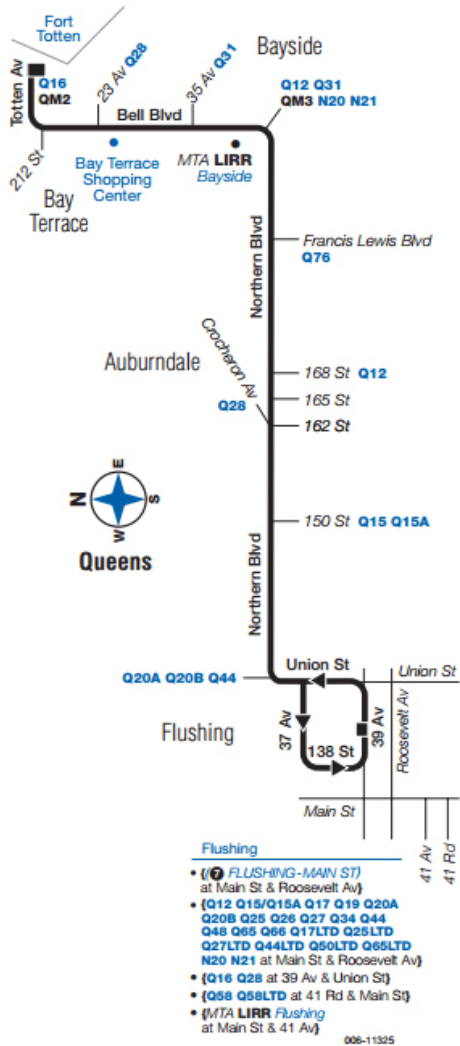 Fort
Totten
Totten Av
Q16
QM2
23 Av Q28
35 Av Q31
Bayside
Q12 Q31
QM3 N20 N21
Bell Blvd
212 St
Bay
Terrace
Bay Terrace
Shopping
Center
MTA LIRR
Bayside
Northern Blvd
Francis Lewis Blvd
Q76
Auburndale
Crocheron Av
Q28
168 St Q12
165 St
162 St
N
E
S
W
Queens
150 St Q15 Q15A
Northern Blvd
Q20A Q20B Q44
Union St
Union St
Flushing
37 Av
138 St
39 Av
Roosevelt Av
Main St
41 Av
41 Rd
Flushing
• {(7 FLUSHING-MAIN ST)
at Main St & Roosevelt Av}
• {Q12 Q15/Q15A Q17 Q19 Q20A
Q20B Q25 Q26 Q27 Q34 Q44
Q48 Q65 Q66 Q17LTD Q25LTD
Q27LTD Q44LTD Q50LTD Q65LTD
N20 N21 at Main St & Roosevelt Av}
• {Q16 Q28 at 39 Av & Union St}
• {Q58 Q58LTD at 41 Rd & Main St}
• {MTA LIRR Flushing
at Main St & 41 Av}
006-11325